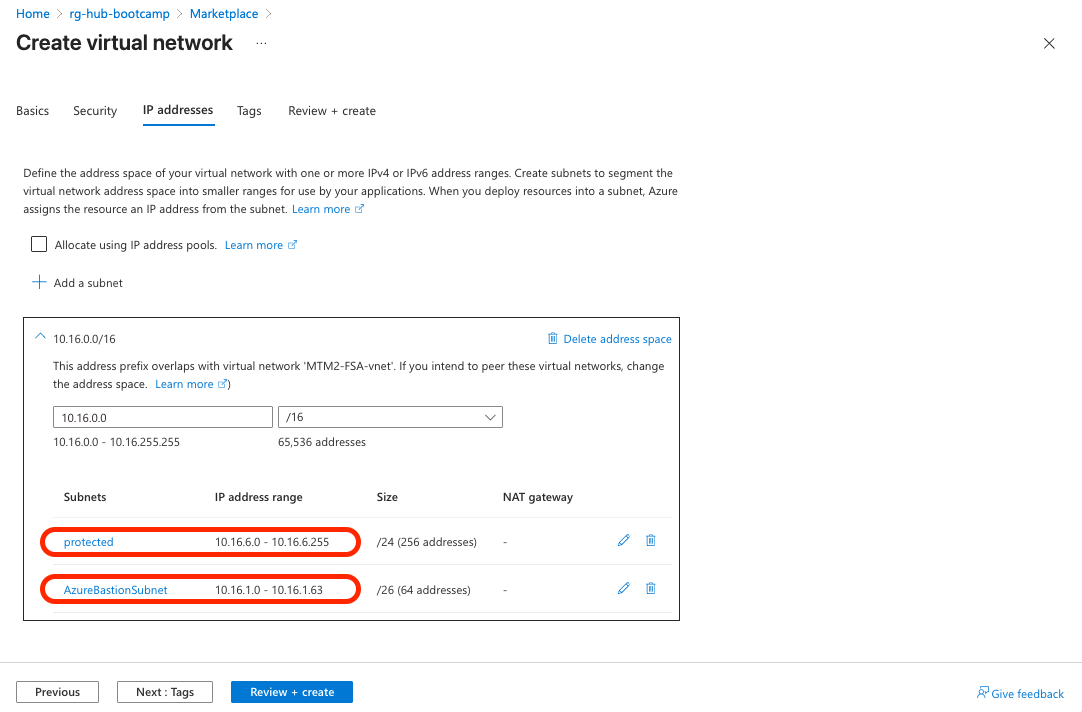 Home > rg-hub-bootcamp > Marketplace >
Create virtual network ...
Basics Security IP addresses Tags Review + create
Define the address space of your virtual network with one or more IPv4 or IPv6 address ranges. Create subnets to segment the
virtual network address space into smaller ranges for use by your applications. When you deploy resources into a subnet, Azure
assigns the resource an IP address from the subnet. Learn more
Allocate using IP address pools. Learn more
Add a subnet
10.16.0.0/16 Delete address space
This address prefix overlaps with virtual network 'MTM2-FSA-vnet'. If you intend to peer these virtual networks, change
the address space. Learn more )
10.16.0.0 /16
10.16.0.0 - 10.16.255.255 65,536 addresses
Subnets IP address range Size NAT gateway
protected 10.16.6.0 - 10.16.6.255 /24 (256 addresses) -
AzureBastionSubnet 10.16.1.0 - 10.16.1.63 /26 (64 addresses) -
Previous Next : Tags Review + create Give feedback